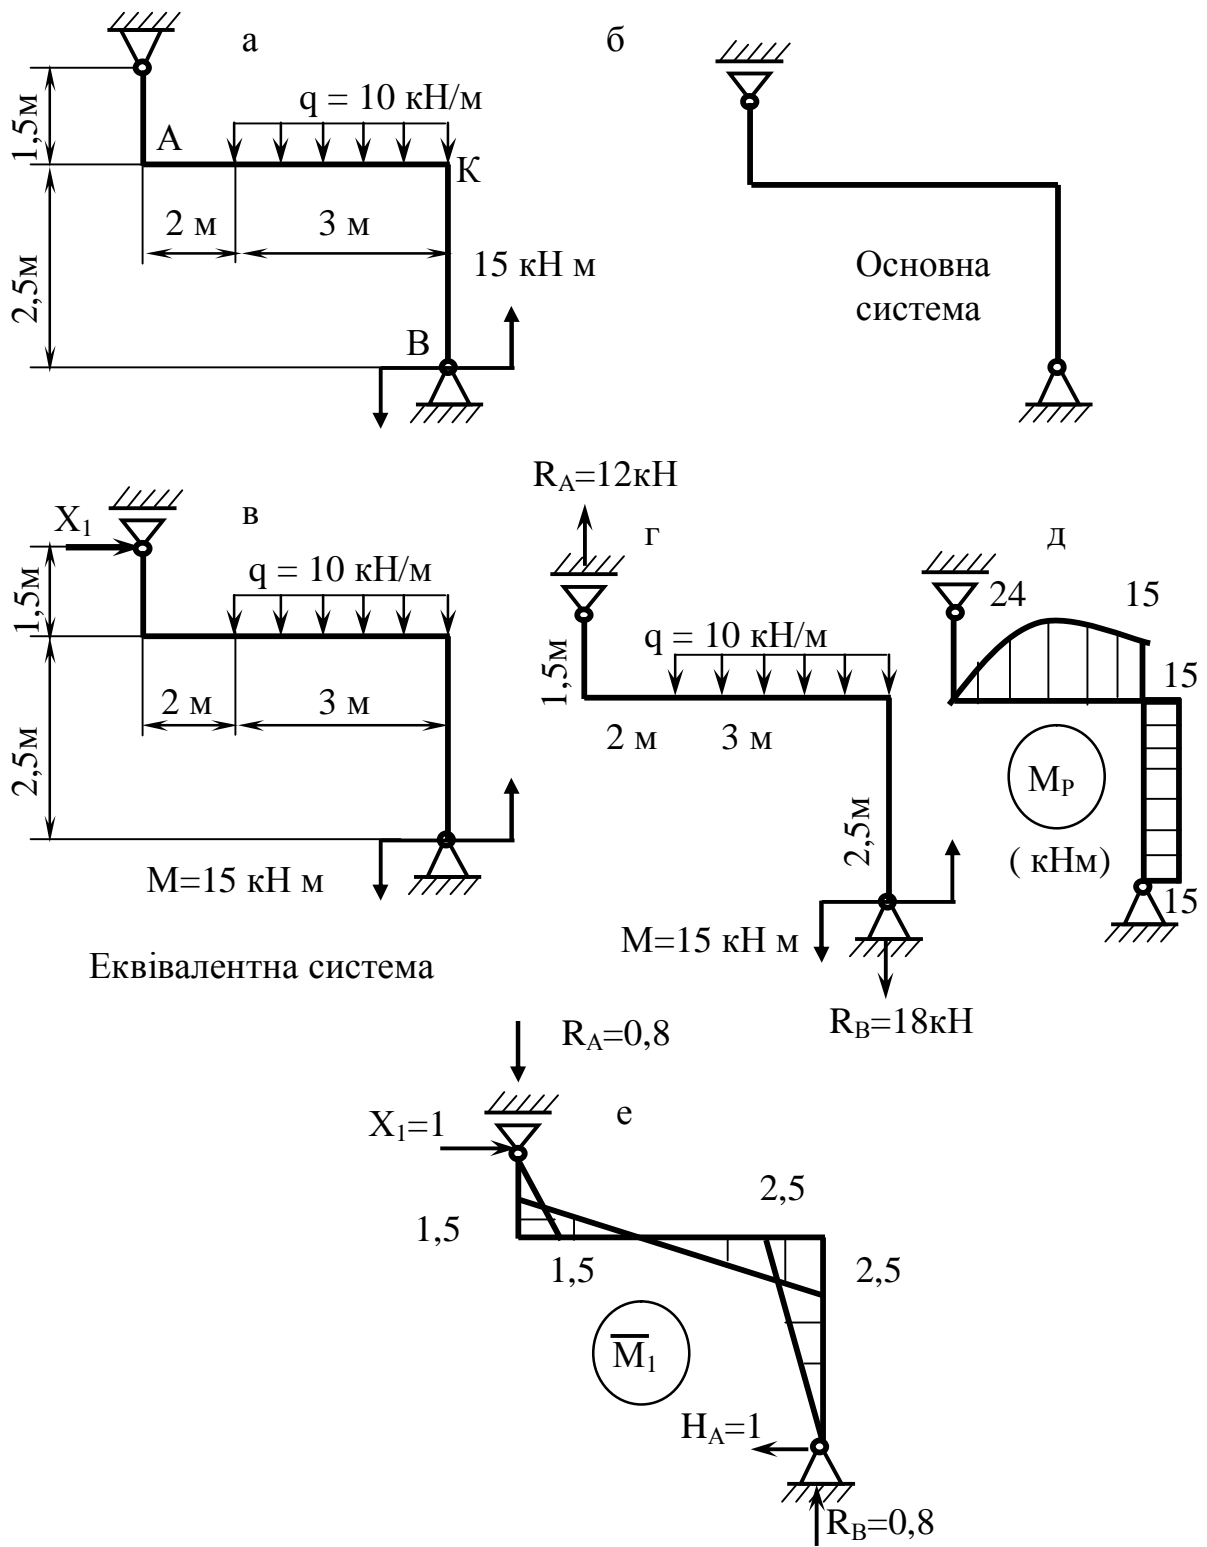 а
1,5м
q = 10 кН/м
А
К
2 м
3 м
2,5м
15 кН м
В
б
Основна
система
в
X₁
1,5м
q = 10 кН/м
2 м
3 м
2,5м
М=15 кН м
Еквівалентна система
R_A=12кН
г
1,5м
q = 10 кН/м
2 м
3 м
2,5м
М=15 кН м
R_B=18кН
д
24
15
15
M_P
( кНм)
15
R_A=0,8
е
X₁=1
1,5
1,5
2,5
2,5
M̅₁
H_A=1
R_B=0,8